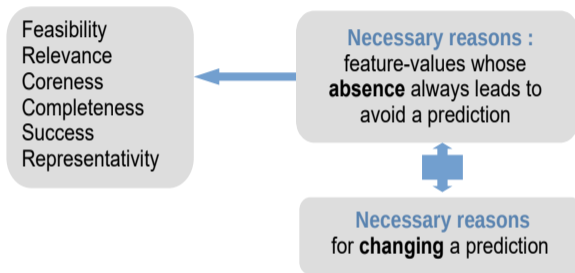 Feasibility
Relevance
Coreness
Completeness
Success
Representativity
Necessary reasons :
feature-values whose
absence always leads to
avoid a prediction
Necessary reasons
for changing a prediction